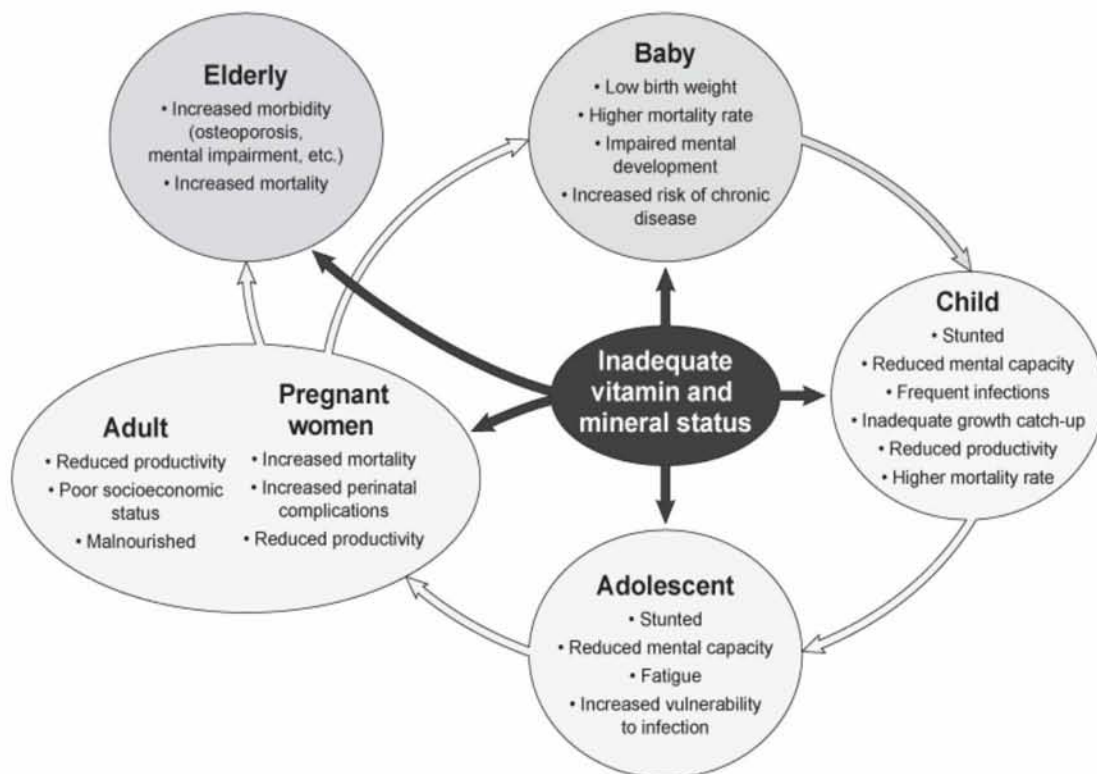 Elderly
• Increased morbidity
(osteoporosis,
mental impairment, etc.)
• Increased mortality
Baby
• Low birth weight
• Higher mortality rate
• Impaired mental
development
• Increased risk of chronic
disease
Inadequate
vitamin and
mineral status
Child
• Stunted
• Reduced mental capacity
• Frequent infections
• Inadequate growth catch-up
• Reduced productivity
• Higher mortality rate
Adult
• Reduced productivity
• Poor socioeconomic
status
• Malnourished
Pregnant
women
• Increased mortality
• Increased perinatal
complications
• Reduced productivity
Adolescent
• Stunted
• Reduced mental capacity
• Fatigue
• Increased vulnerability
to infection